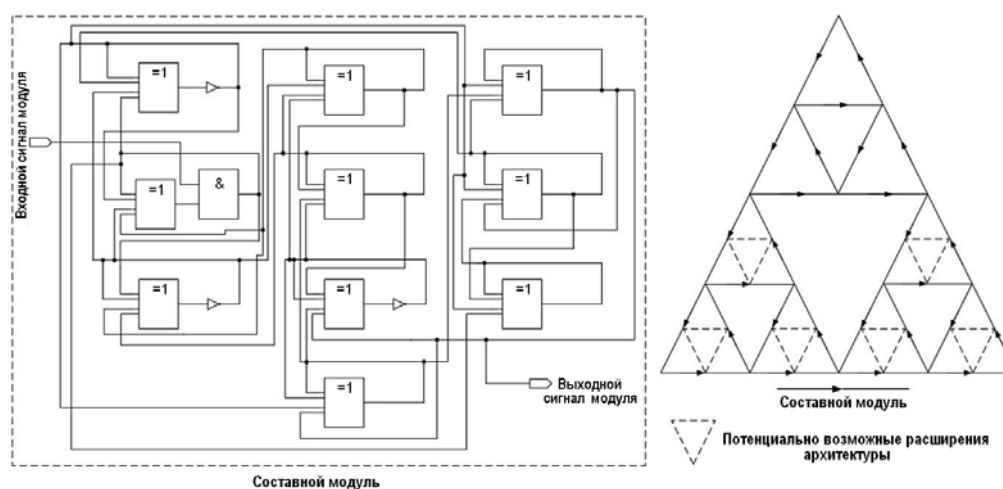 Входной сигнал модуля
=1
=1
=1
=1
&
=1
=1
=1
=1
=1
=1
=1
Выходной
сигнал модуля
Составной модуль
Составной модуль
Потенциально возможные расширения
архитектуры